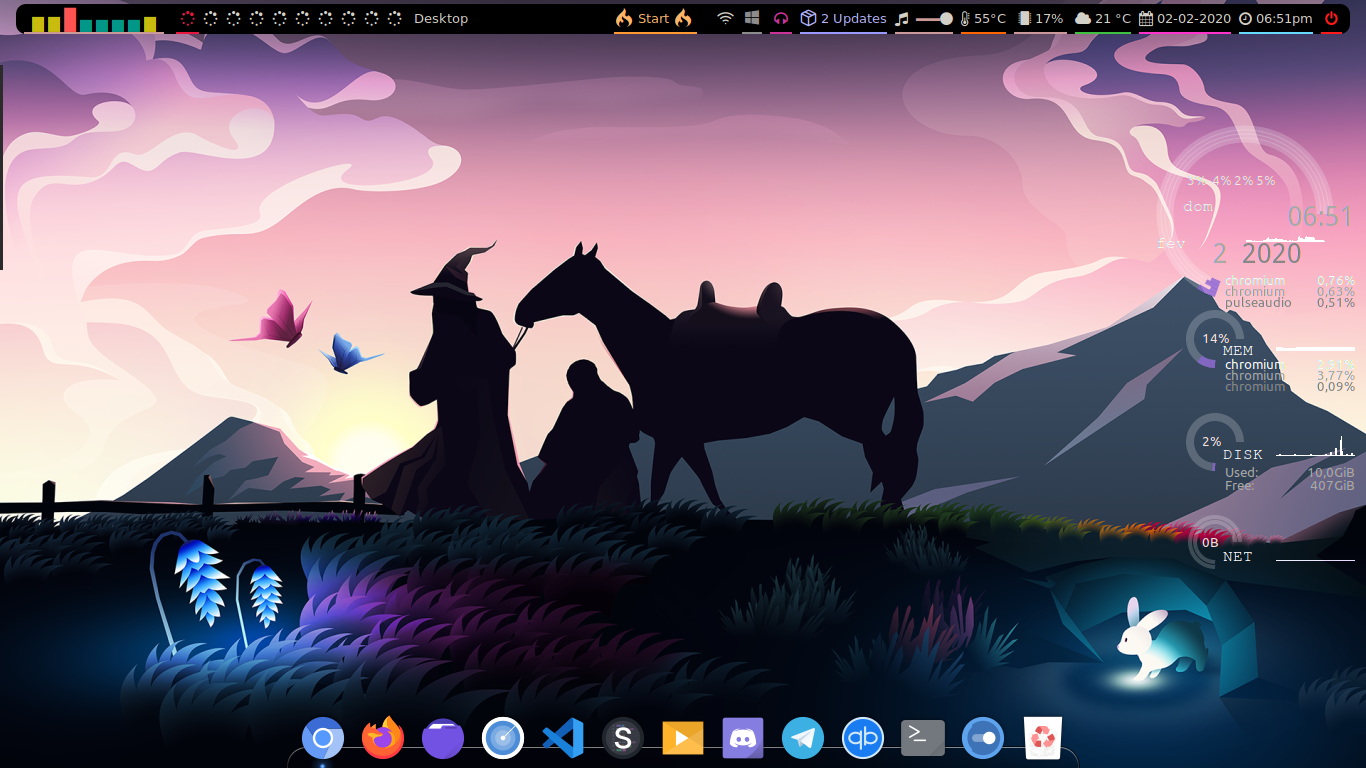 Desktop Start 2 Updates 55°C 17% 21 °C 02-02-2020 06:51pm
4% 2% 5%
dom 06:51
fev
2 2020
chromium 0,76%
chromium 0,63%
pulseaudio 0,51%
14%
MEM
chromium
chromium 3,77%
chromium 0,09%
2%
DISK
Used: 10,0GiB
Free: 407GiB
0B
NET
S
qb
>_